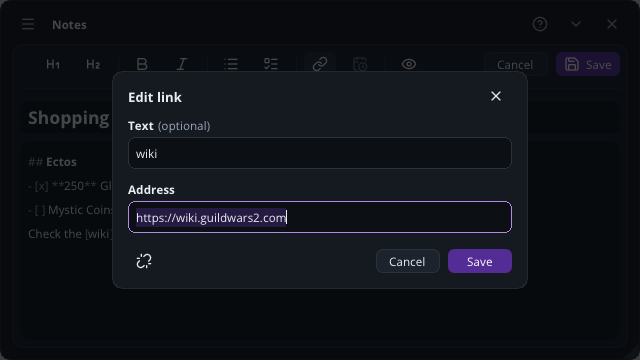 Notes
H1 H2 B I Cancel Save
Edit link
Shopping
Text (optional)
wiki
## Ectos
- [x] **250**
Address
- [ ] Mystic Coins
https://wiki.guildwars2.com
Check the [wiki]
Cancel Save